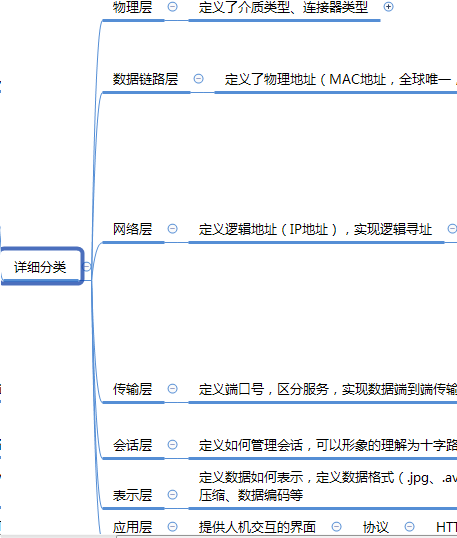 物理层 定义了介质类型、连接器类型
数据链路层 定义了物理地址（MAC地址，全球唯一，
网络层 定义逻辑地址（IP地址），实现逻辑寻址
详细分类
传输层 定义端口号，区分服务，实现数据端到端传输
会话层 定义如何管理会话，可以形象的理解为十字路
定义数据如何表示，定义数据格式（.jpg、.av
表示层 压缩、数据编码等
应用层 提供人机交互的界面 协议 HTT